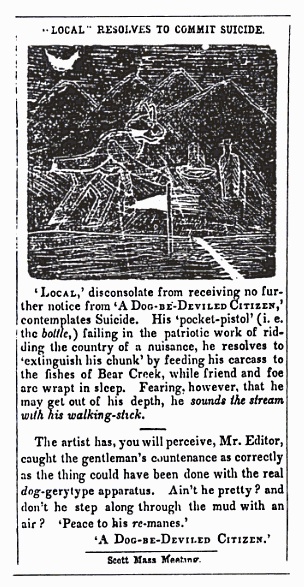 "LOCAL" RESOLVES TO COMMIT SUICIDE.
'LOCAL,' disconsolate from receiving no fur-
ther notice from 'A DOG-BE-DEVILED CITIZEN,'
contemplates Suicide. His 'pocket-pistol' (i. e.
the bottle,) failing in the patriotic work of rid-
ding the country of a nuisance, he resolves to
'extinguish his chunk' by feeding his carcass to
the fishes of Bear Creek, while friend and foe
are wrapt in sleep. Fearing, however, that he
may get out of his depth, he sounds the stream
with his walking-stick.
The artist has, you will perceive, Mr. Editor,
caught the gentleman's countenance as correctly
as the thing could have been done with the real
dog-gerytype apparatus. Ain't he pretty? and
don't he step along through the mud with an
air? 'Peace to his re-manes.'
'A DOG-BE-DEVILED CITIZEN.'
Scott Mass Meeting.